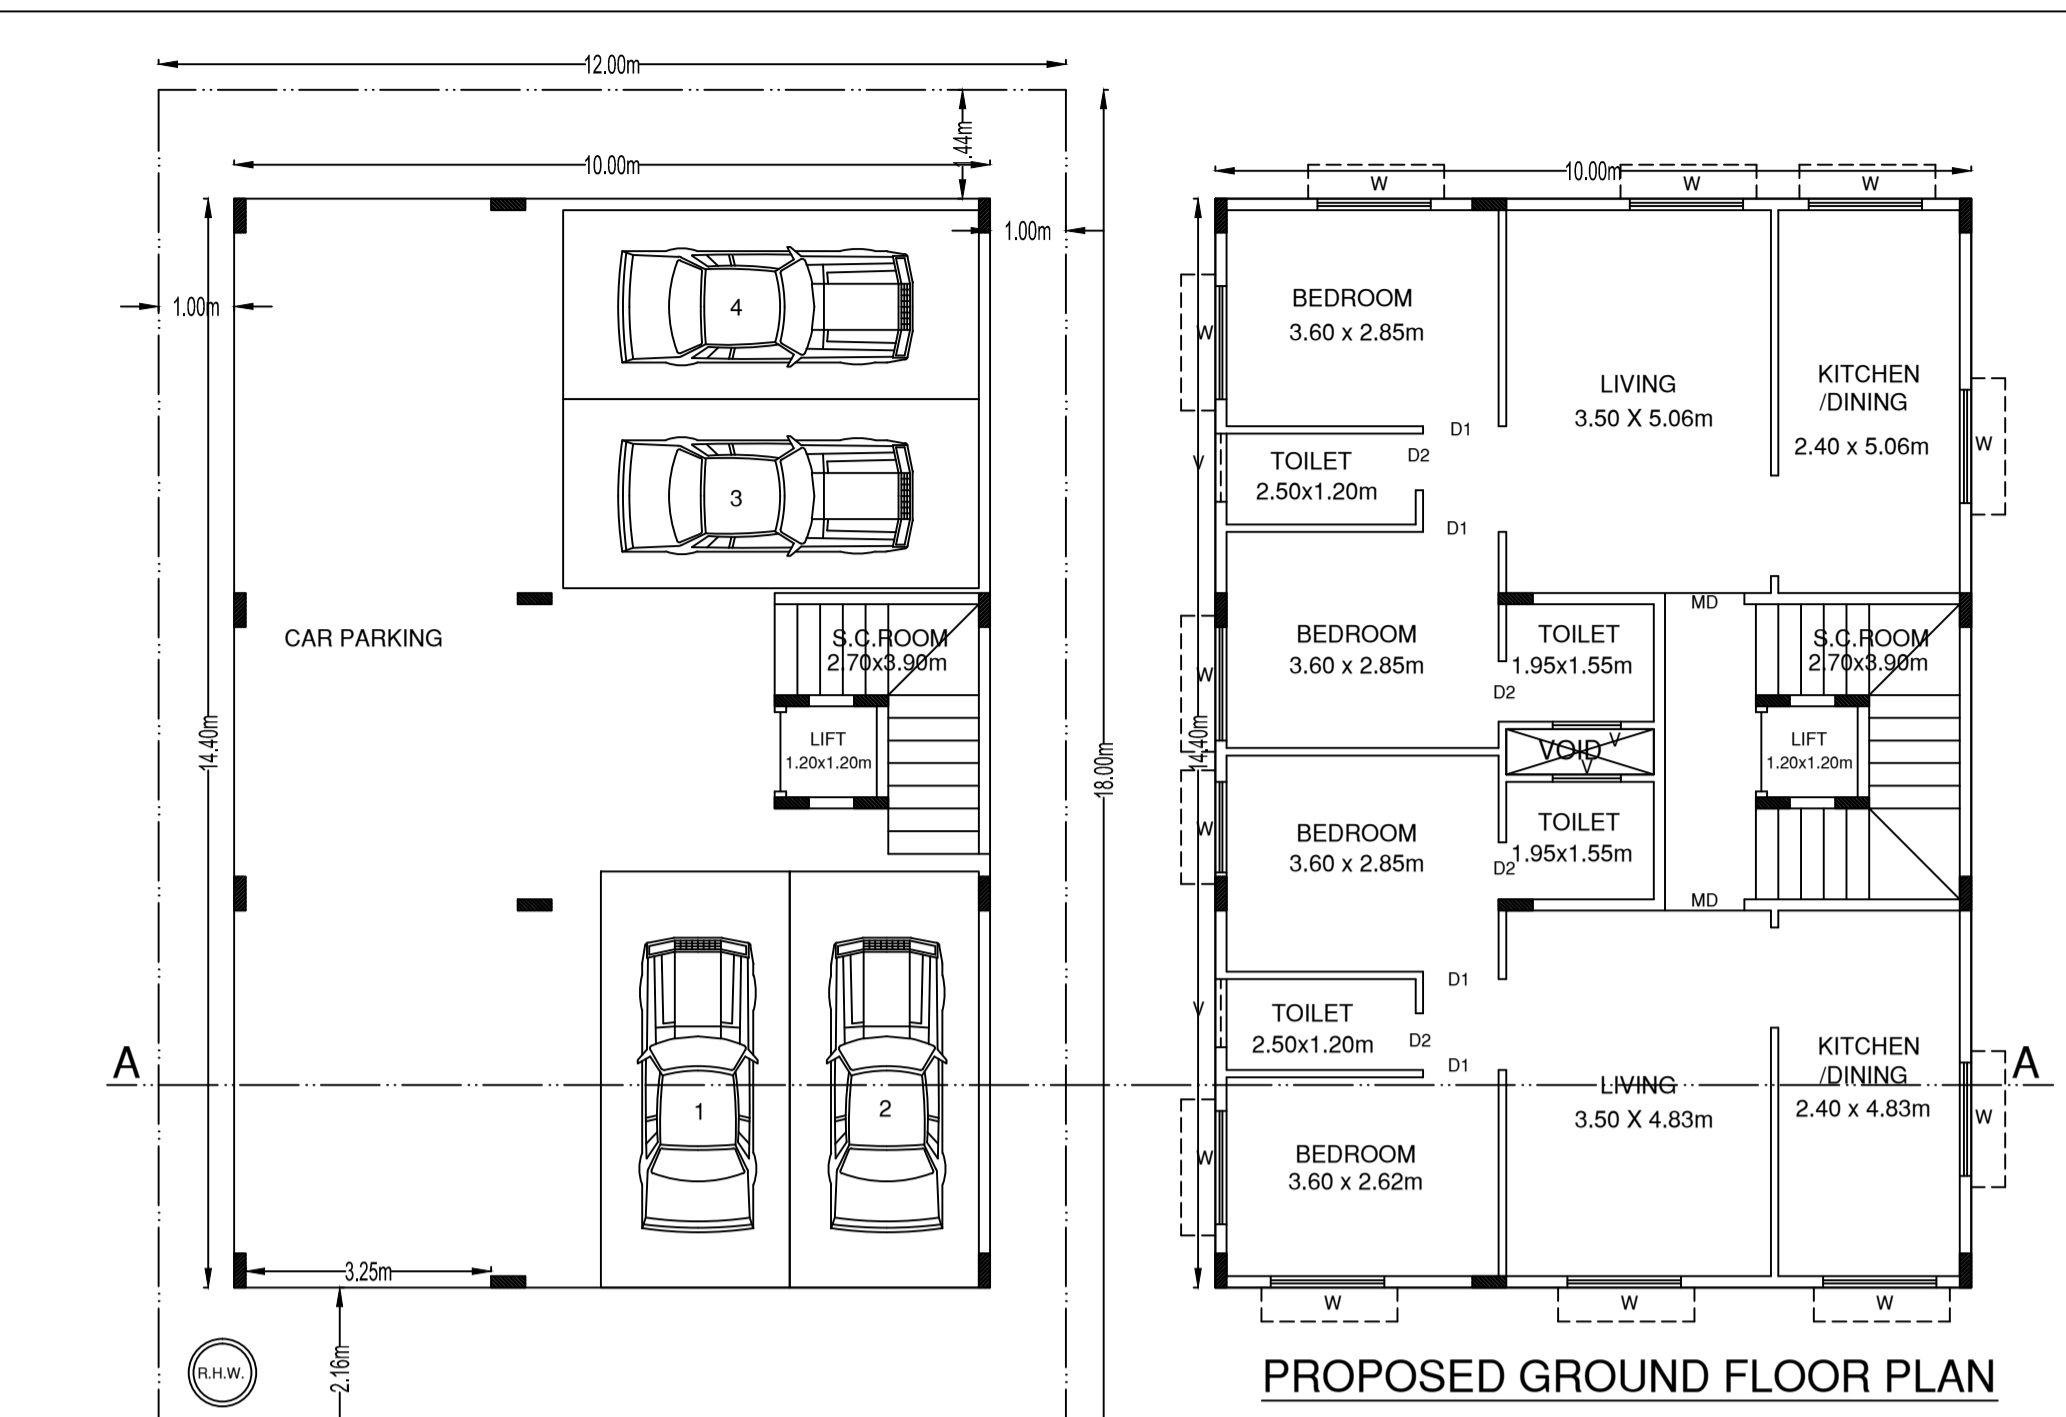 12.00m
1.44m
10.00m
1.00m
1.00m
4
3
CAR PARKING
S.C.ROOM
2.70x3.90m
LIFT
1.20x1.20m
14.40m
18.00m
A
1
2
3.25m
2.16m
R.H.W.
10.00m
W
W
W
BEDROOM
3.60 x 2.85m
W
LIVING
3.50 X 5.06m
KITCHEN
/DINING
2.40 x 5.06m
W
D1
D2
V
TOILET
2.50x1.20m
D1
MD
BEDROOM
3.60 x 2.85m
W
TOILET
1.95x1.55m
D2
S.C.ROOM
2.70x3.90m
14.40m
VOID
V
V
LIFT
1.20x1.20m
W
BEDROOM
3.60 x 2.85m
TOILET
1.95x1.55m
D2
MD
D1
V
TOILET
2.50x1.20m
D2
D1
LIVING
3.50 X 4.83m
KITCHEN
/DINING
2.40 x 4.83m
W
A
W
BEDROOM
3.60 x 2.62m
W
W
W
PROPOSED GROUND FLOOR PLAN